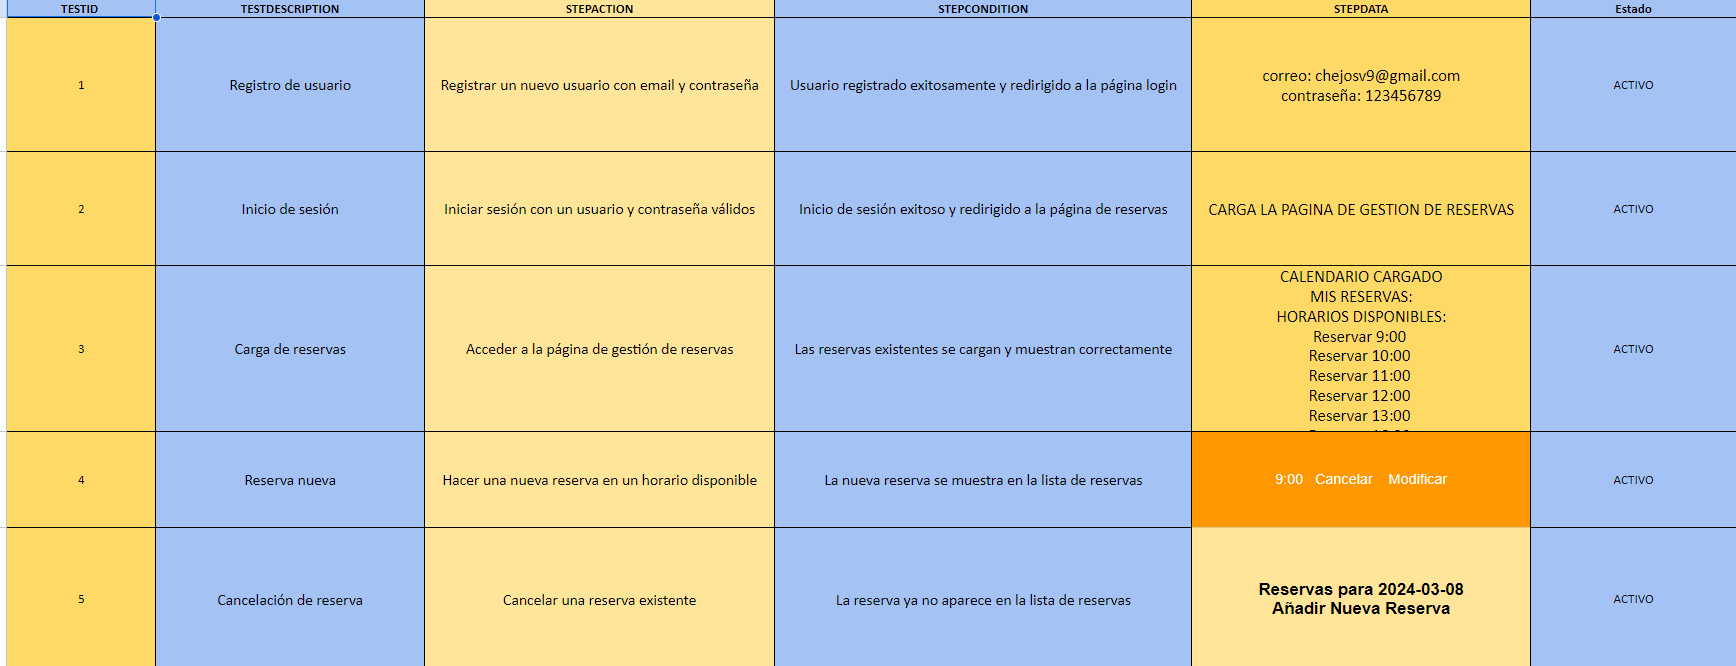 TESTID TESTDESCRIPTION STEPACTION STEPCONDITION STEPDATA Estado
1 Registro de usuario Registrar un nuevo usuario con email y contraseña Usuario registrado exitosamente y redirigido a la página login correo: chejosv9@gmail.com
contraseña: 123456789 ACTIVO
2 Inicio de sesión Iniciar sesión con un usuario y contraseña válidos Inicio de sesión exitoso y redirigido a la página de reservas CARGA LA PAGINA DE GESTION DE RESERVAS ACTIVO
3 Carga de reservas Acceder a la página de gestión de reservas Las reservas existentes se cargan y muestran correctamente CALENDARIO CARGADO
MIS RESERVAS:
HORARIOS DISPONIBLES:
Reservar 9:00
Reservar 10:00
Reservar 11:00
Reservar 12:00
Reservar 13:00
ACTIVO
4 Reserva nueva Hacer una nueva reserva en un horario disponible La nueva reserva se muestra en la lista de reservas 9:00 Cancelar Modificar ACTIVO
5 Cancelación de reserva Cancelar una reserva existente La reserva ya no aparece en la lista de reservas Reservas para 2024-03-08
Añadir Nueva Reserva ACTIVO